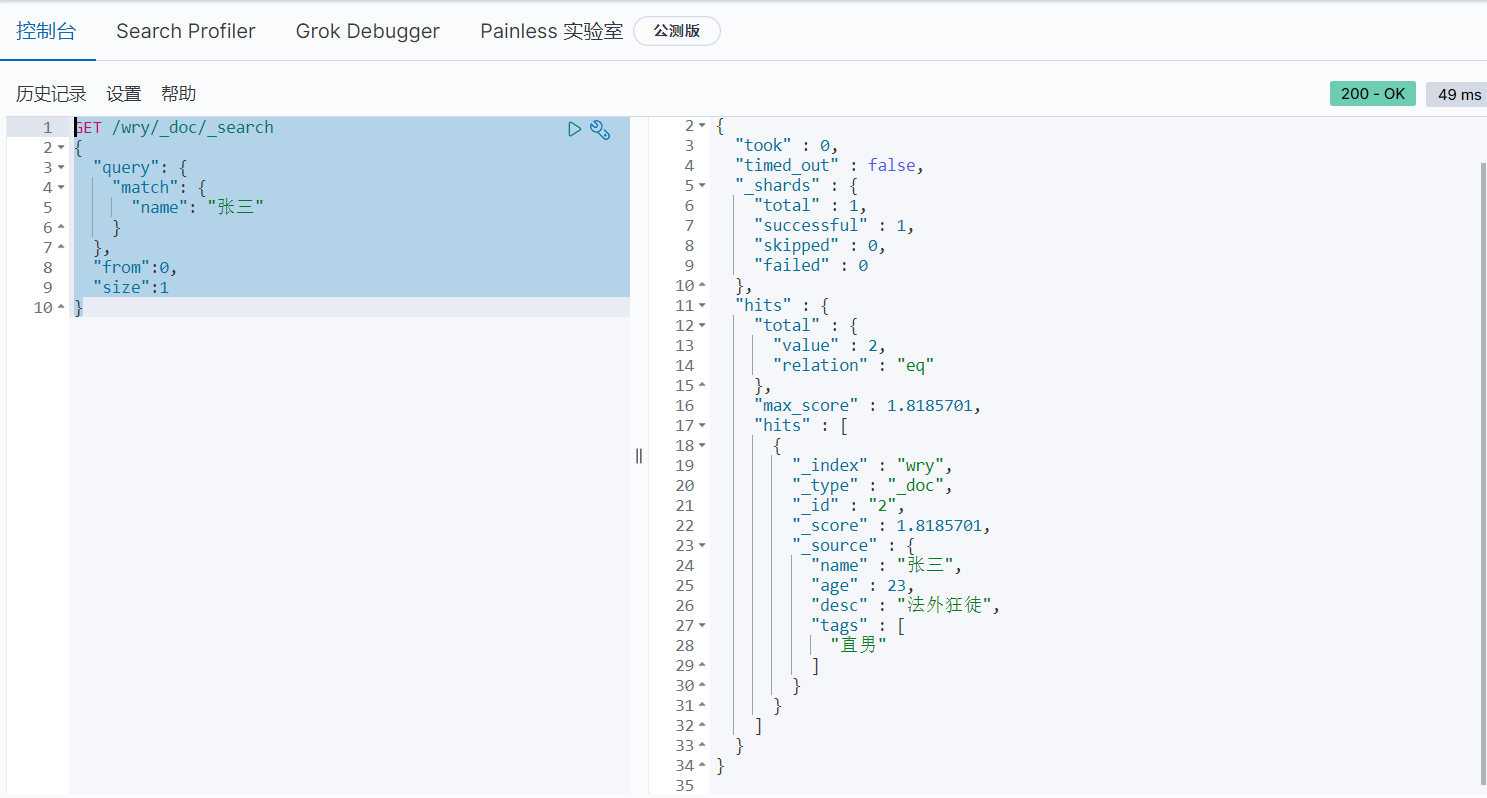 控制台 Search Profiler Grok Debugger Painless 实验室 公测版
历史记录 设置 帮助 200 - OK 49 ms
1 GET /wry/_doc/_search
2 {
3 "query": {
4 "match": {
5 "name": "张三"
6 }
7 },
8 "from":0,
9 "size":1
10 }
2 {
3 "took" : 0,
4 "timed_out" : false,
5 "_shards" : {
6 "total" : 1,
7 "successful" : 1,
8 "skipped" : 0,
9 "failed" : 0
10 },
11 "hits" : {
12 "total" : {
13 "value" : 2,
14 "relation" : "eq"
15 },
16 "max_score" : 1.8185701,
17 "hits" : [
18 {
19 "_index" : "wry",
20 "_type" : "_doc",
21 "_id" : "2",
22 "_score" : 1.8185701,
23 "_source" : {
24 "name" : "张三",
25 "age" : 23,
26 "desc" : "法外狂徒",
27 "tags" : [
28 "直男"
29 ]
30 }
31 }
32 ]
33 }
34 }
35